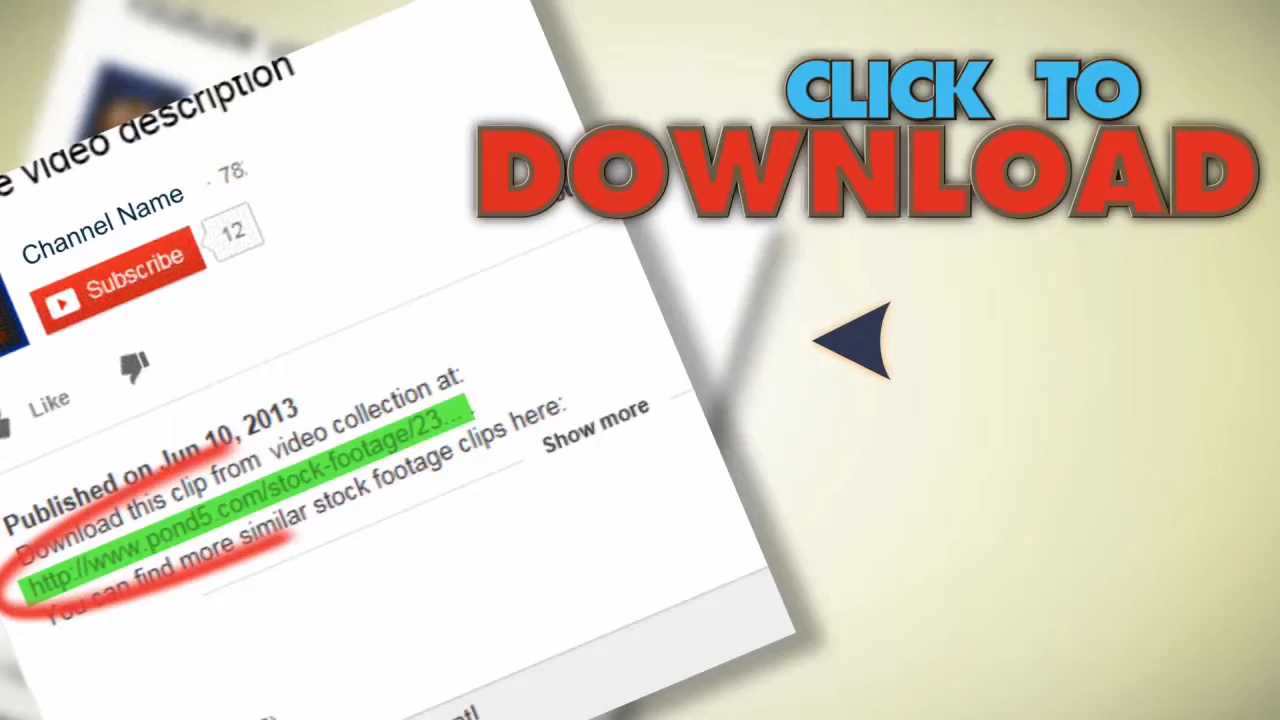 CLICK TO
DOWNLOAD
e video description
Channel Name
Subscribe
12
Like
Published on Jun 10, 2013
Download this clip from video collection at:
http://www.pond5.com/stock-footage/23...
You can find more similar stock footage clips here:
Show more